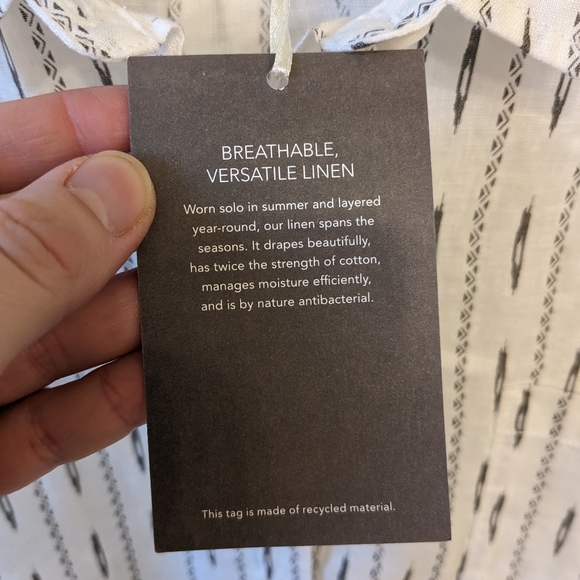 BREATHABLE,
VERSATILE LINEN
Worn solo in summer and layered
year-round, our linen spans the
seasons. It drapes beautifully,
has twice the strength of cotton,
manages moisture efficiently,
and is by nature antibacterial.
This tag is made of recycled material.